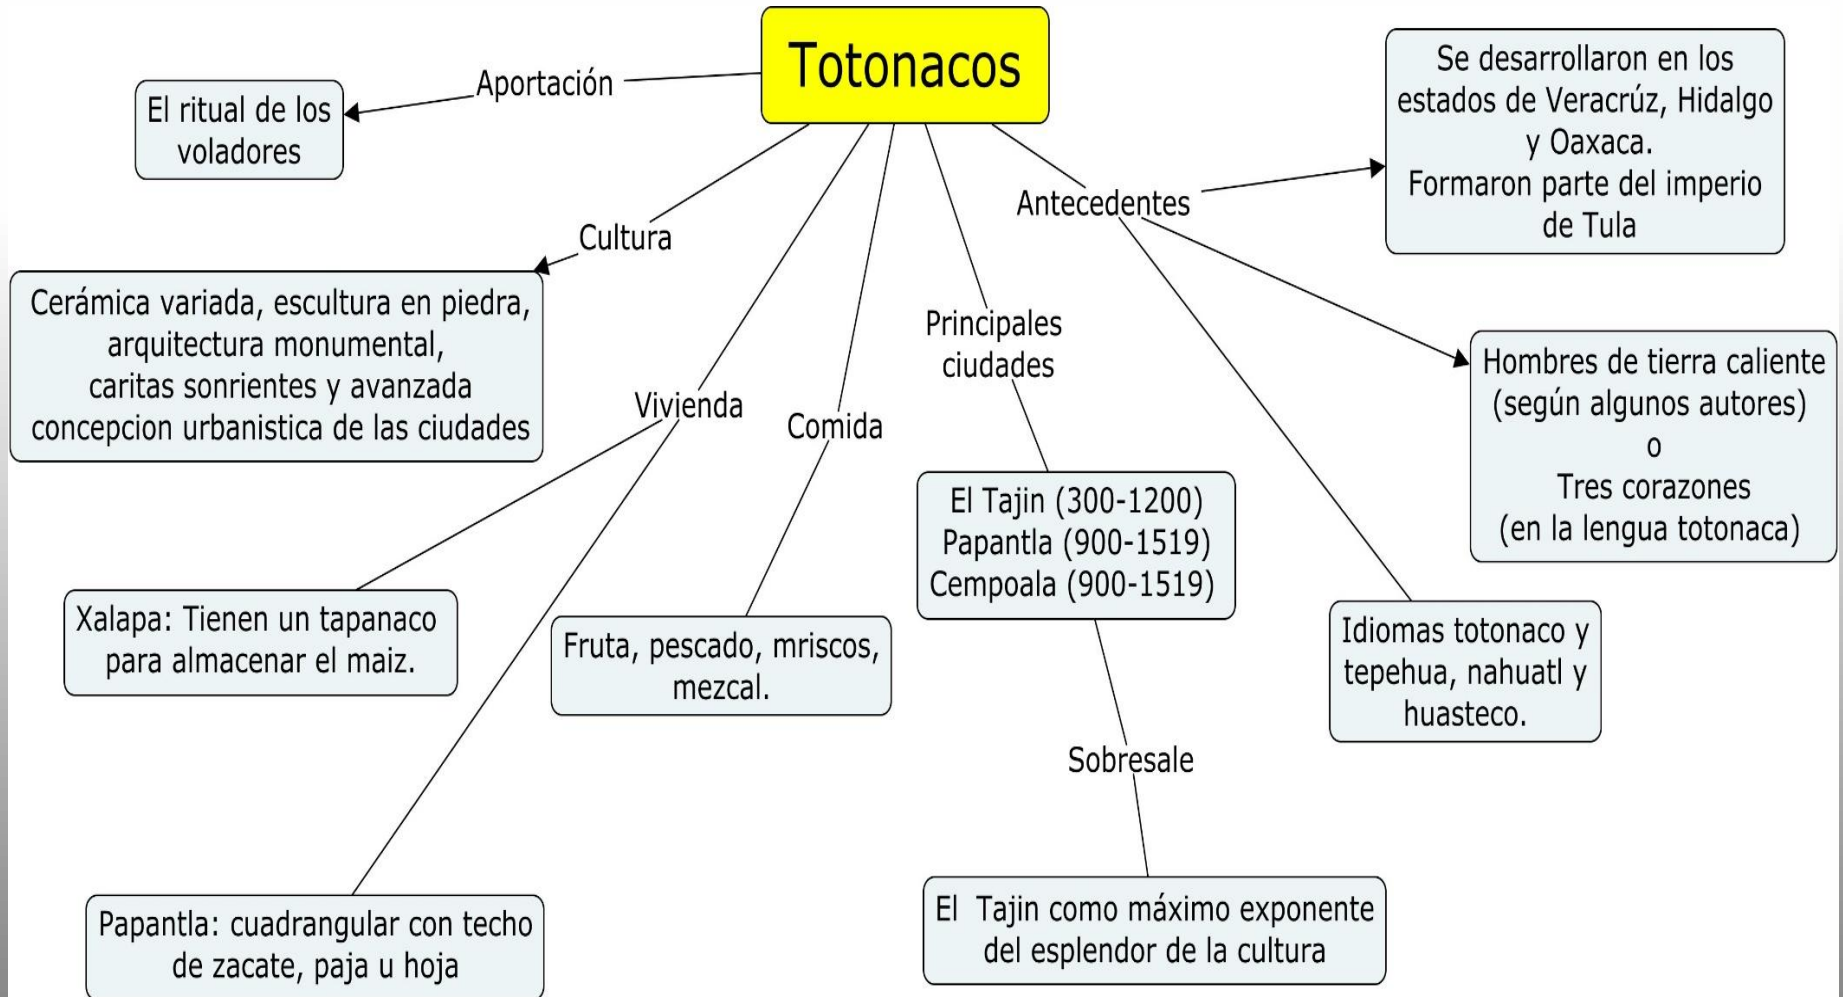 Totonacos
Aportación
El ritual de los
voladores
Cultura
Cerámica variada, escultura en piedra,
arquitectura monumental,
caritas sonrientes y avanzada
concepcion urbanistica de las ciudades
Vivienda
Xalapa: Tienen un tapanaco
para almacenar el maiz.
Papantla: cuadrangular con techo
de zacate, paja u hoja
Comida
Fruta, pescado, mriscos,
mezcal.
Principales
ciudades
El Tajin (300-1200)
Papantla (900-1519)
Cempoala (900-1519)
Sobresale
El Tajin como máximo exponente
del esplendor de la cultura
Antecedentes
Se desarrollaron en los
estados de Veracrúz, Hidalgo
y Oaxaca.
Formaron parte del imperio
de Tula
Hombres de tierra caliente
(según algunos autores)
o
Tres corazones
(en la lengua totonaca)
Idiomas totonaco y
tepehua, nahuatl y
huasteco.